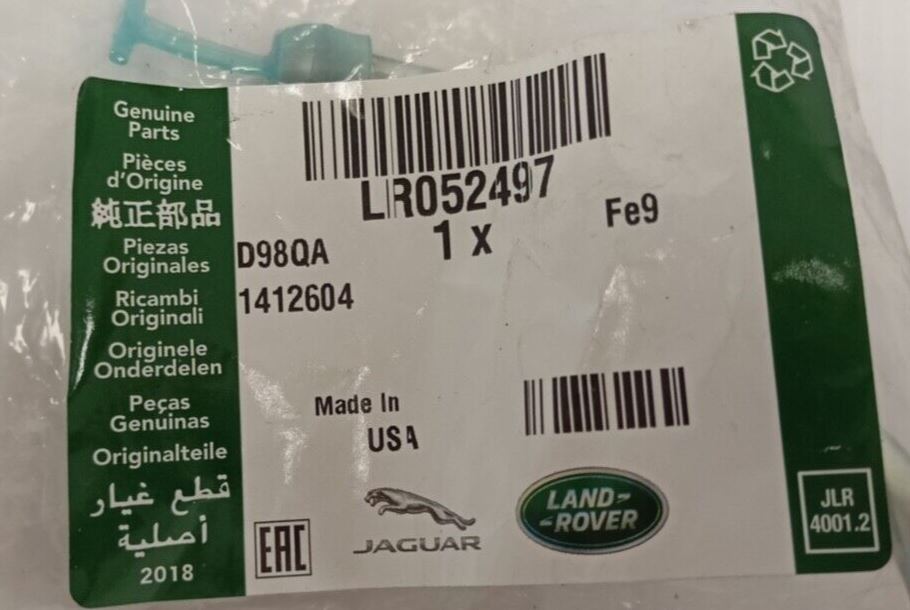 Genuine
Parts
Pièces
d'Origine
純正部品
Piezas
Originales
Ricambi
Originali
Originele
Onderdelen
Peças
Genuinas
Originalteile
قطع غيار
أصلية
2018
LR052497
1 x
Fe9
D98QA
1412604
Made In
USA
EAC
JAGUAR
LAND-
-ROVER
JLR
4001.2